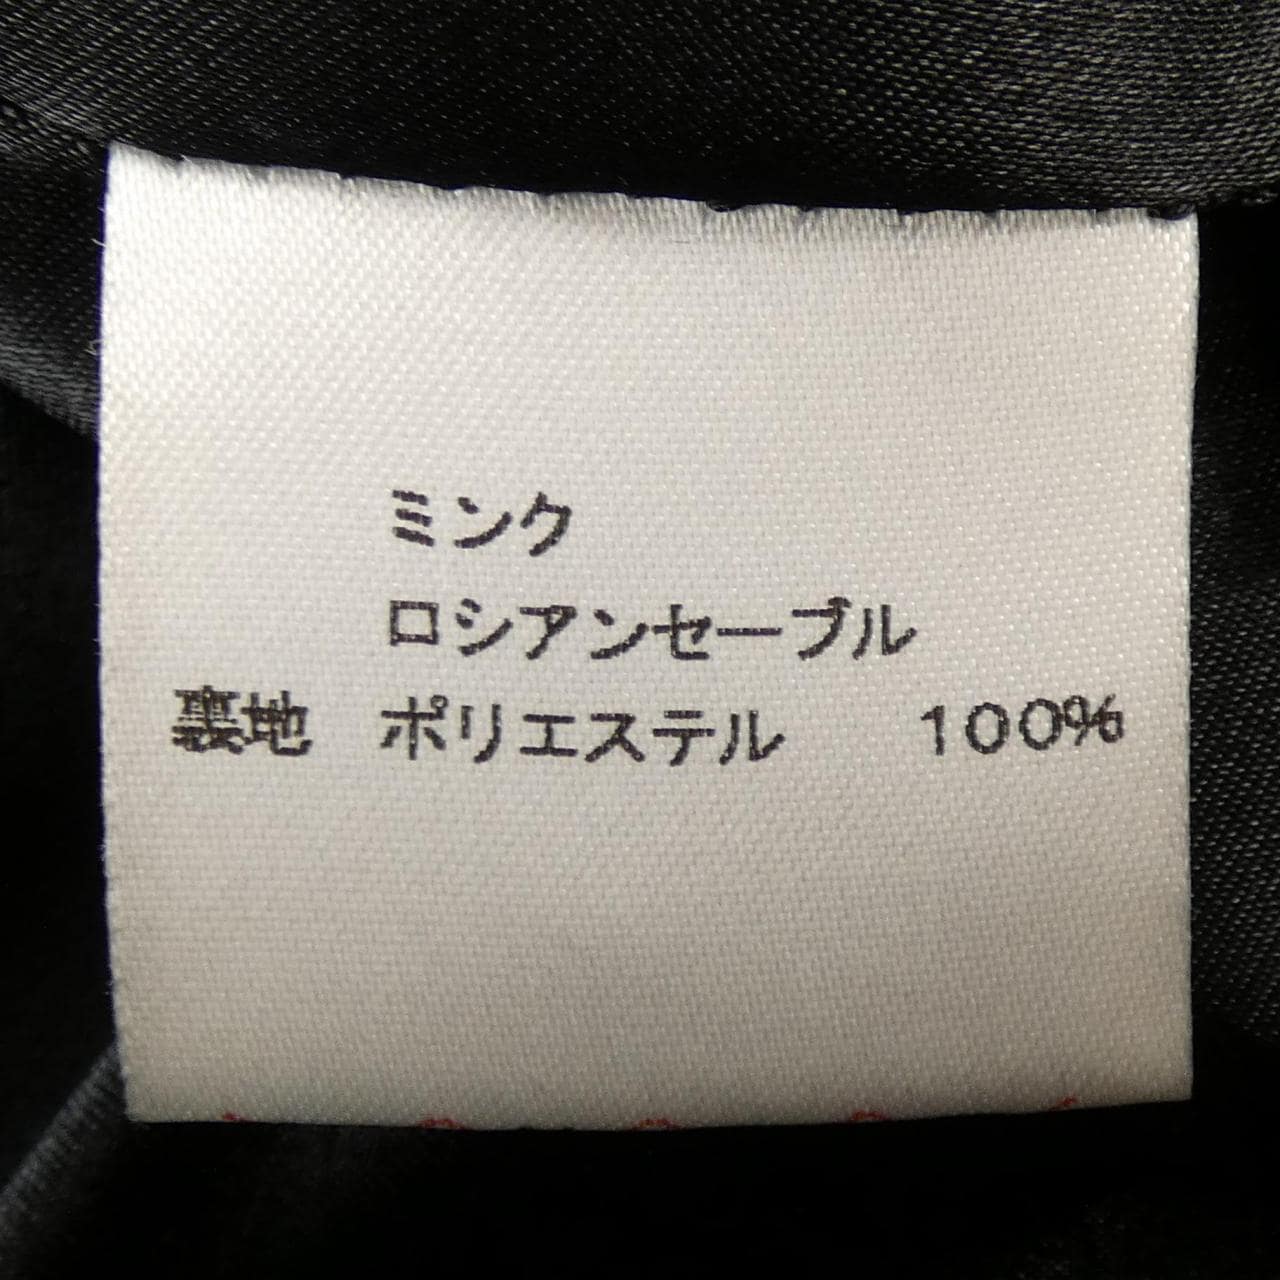 ミンク
ロシアンセーブル
裏地 ポリエステル 100%